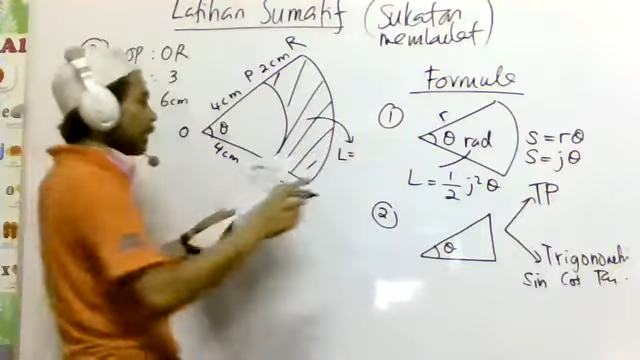 Latihan Sumatif (Sukatan
membulat)
OP : OR
: 3
6cm
O
θ
4cm
P
2cm
R
4cm
L=
Formula
①
r
θ rad
S = rθ
S = jθ
L = 1/2 j²θ
②
θ
TP
Trigonometri
Sin Cos Tan